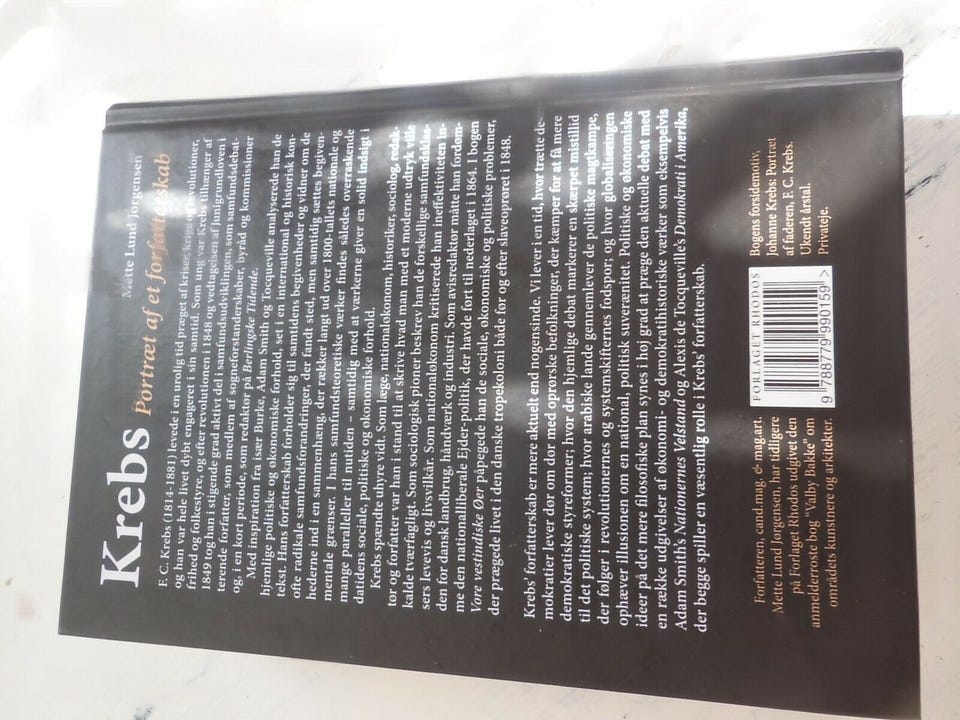 Mette Lund Jørgensen
Krebs Portræt af et forfatterskab
F. C. Krebs (1814-1881) levede i en urolig tid præget af kriser, krige og revolutioner,
og han var hele livet dybt engageret i sin samtid. Som ung var Krebs tilhænger af
frihed og folkestyre, og efter revolutionen i 1848 og vedtagelsen af Junigrundloven i
1849 tog han i stigende grad aktivt del i samfundsudviklingen, som samfundsdebat-
terende forfatter, som medlem af sogneforstanderskaber, byråd og kommissioner
og, i en kort periode, som redaktør på Berlingske Tidende.
Med inspiration fra især Burke, Adam Smith og Tocqueville analyserede han de
hjemlige politiske og økonomiske forhold, set i en international og historisk kon-
tekst. Hans forfatterskab forholder sig til samtidens begivenheder og vidner om de
ofte radikale samfundsforandringer, der fandt sted, men samtidig sættes begiven-
hederne ind i en sammenhæng, der rækker langt ud over 1800-tallets nationale og
mentale grænser. I hans samfundsteoretiske værker findes således overraskende
mange paralleller til nutiden – samtidig med at værkerne giver en solid indsigt i
datidens sociale, politiske og økonomiske forhold.
Krebs spændte uhyre vidt. Som læge, nationaløkonom, historiker, sociolog, redak-
tør og forfatter var han i stand til at skrive hvad man med et moderne udtryk ville
kalde tværfagligt. Som sociologisk pioner beskrev han de forskellige samfundsklas-
sers levevis og livsvilkår. Som nationaløkonom kritiserede han ineffektiviteten in-
den for dansk landbrug, håndværk og industri. Som avisredaktør måtte han fordøm-
me den nationalliberale Ejder-politik, der havde ført til nederlaget i 1864. I bogen
Vore vestindiske Øer påpegede han de sociale, økonomiske og politiske problemer,
der prægede livet i den danske tropekoloni både før og efter slaveoprøret i 1848.
Krebs' forfatterskab er mere aktuelt end nogensinde. Vi lever i en tid, hvor trætte de-
mokratier lever dør om dør med oprørske befolkninger, der kæmper for at få mere
demokratiske styreformer; hvor den hjemlige debat markerer en skærpet mistillid
til det politiske system; hvor arabiske lande gennemlever de politiske magtkampe,
der følger i revolutionernes og systemskifternes fodspor; og hvor globaliseringen
ophæver illusionen om en national, politisk suverænitet. Politiske og økonomiske
ideer på det mere filosofiske plan synes i høj grad at præge den aktuelle debat med
en række udgivelser af økonomi- og demokratihistoriske værker som eksempelvis
Adam Smith's Nationernes Velstand og Alexis de Tocqueville's Demokrati i Amerika,
der begge spiller en væsentlig rolle i Krebs' forfatterskab.
Forfatteren, cand.mag. & mag.art.
Mette Lund Jørgensen, har tidligere
på Forlaget Rhodos udgivet den
anmelderroste bog "Valby Bakke" om
områdets kunstnere og arkitekter.
FORLAGET RHODOS
9 788779 990159 >
Bogens forsidemotiv,
Johanne Krebs: Portræt
af faderen, F. C. Krebs.
Ukendt årstal.
Privateje.